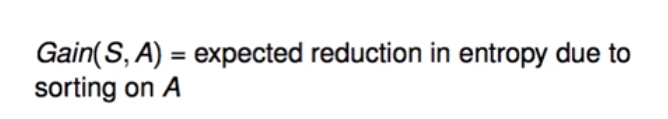 Gain(S, A) = expected reduction in entropy due to
sorting on A